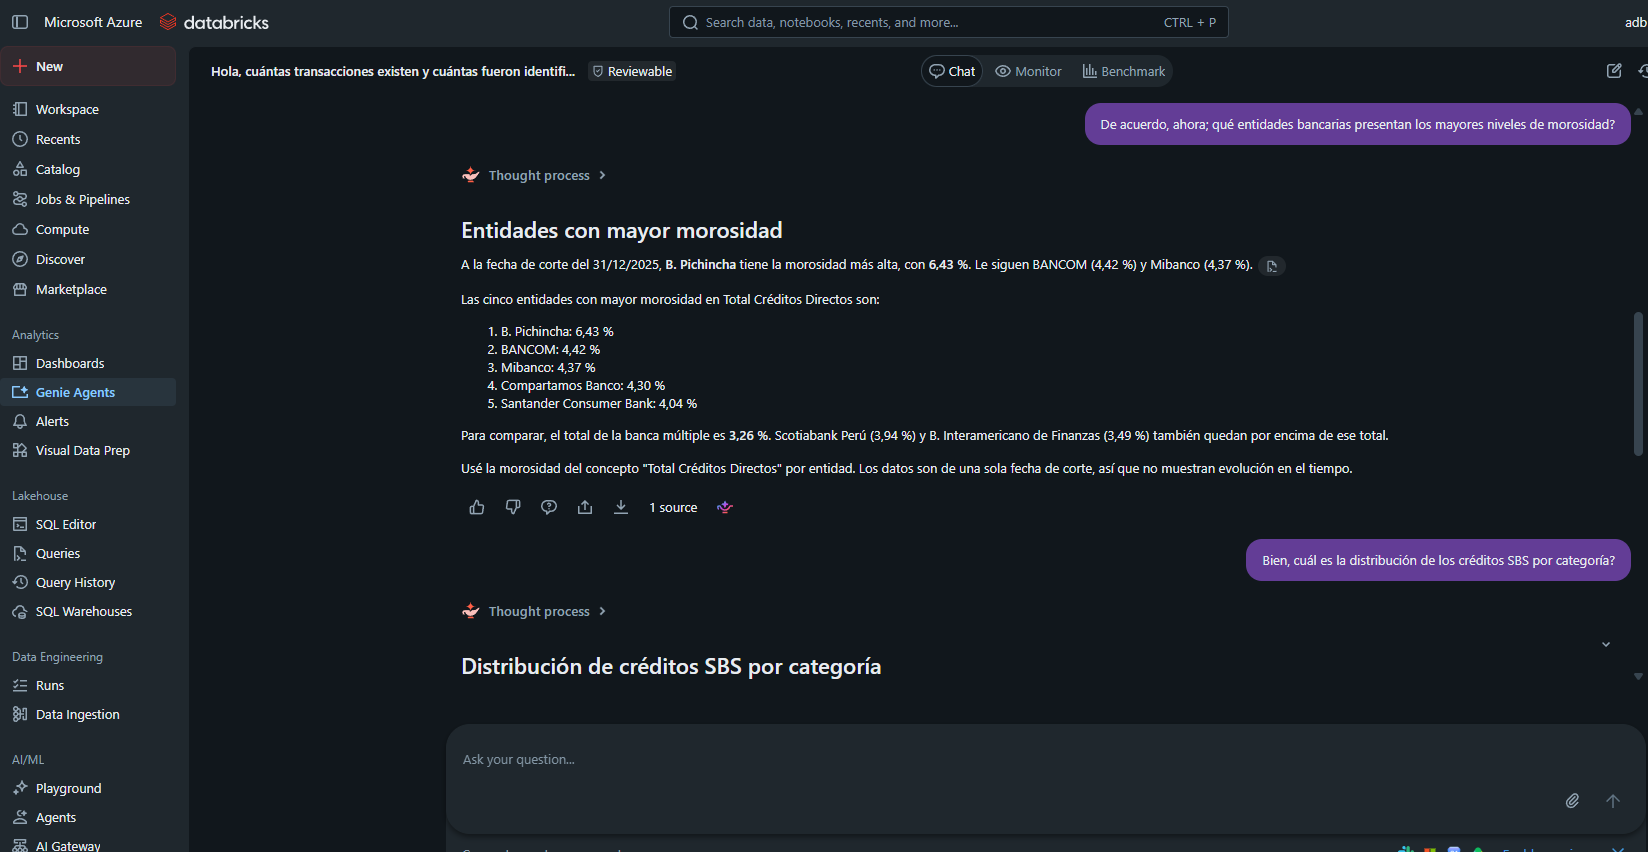 Microsoft Azure databricks
Search data, notebooks, recents, and more... CTRL + P
adb
New
Workspace
Recents
Catalog
Jobs & Pipelines
Compute
Discover
Marketplace
Analytics
Dashboards
Genie Agents
Alerts
Visual Data Prep
Lakehouse
SQL Editor
Queries
Query History
SQL Warehouses
Data Engineering
Runs
Data Ingestion
AI/ML
Playground
Agents
AI Gateway
Hola, cuántas transacciones existen y cuántas fueron identifi... Reviewable
Chat Monitor Benchmark
De acuerdo, ahora; qué entidades bancarias presentan los mayores niveles de morosidad?
Thought process
Entidades con mayor morosidad
A la fecha de corte del 31/12/2025, B. Pichincha tiene la morosidad más alta, con 6,43 %. Le siguen BANCOM (4,42 %) y Mibanco (4,37 %).
Las cinco entidades con mayor morosidad en Total Créditos Directos son:
1. B. Pichincha: 6,43 %
2. BANCOM: 4,42 %
3. Mibanco: 4,37 %
4. Compartamos Banco: 4,30 %
5. Santander Consumer Bank: 4,04 %
Para comparar, el total de la banca múltiple es 3,26 %. Scotiabank Perú (3,94 %) y B. Interamericano de Finanzas (3,49 %) también quedan por encima de ese total.
Usé la morosidad del concepto "Total Créditos Directos" por entidad. Los datos son de una sola fecha de corte, así que no muestran evolución en el tiempo.
1 source
Bien, cuál es la distribución de los créditos SBS por categoría?
Thought process
Distribución de créditos SBS por categoría
Ask your question...